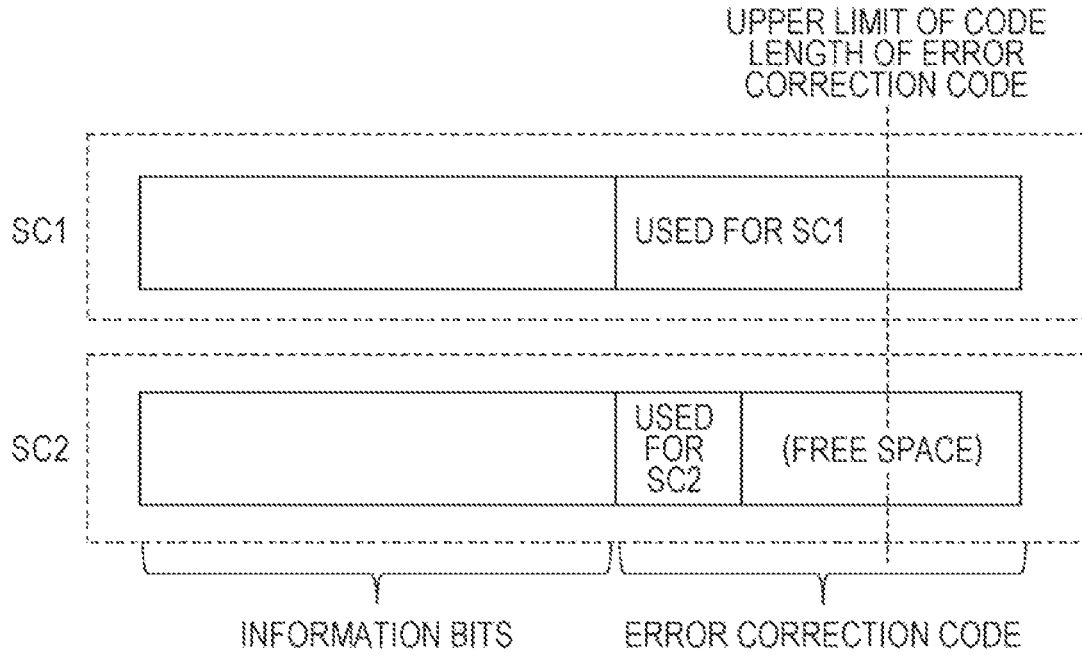 UPPER LIMIT OF CODE
LENGTH OF ERROR
CORRECTION CODE
SC1
USED FOR SC1
SC2
USED
FOR
SC2
(FREE SPACE)
INFORMATION BITS
ERROR CORRECTION CODE